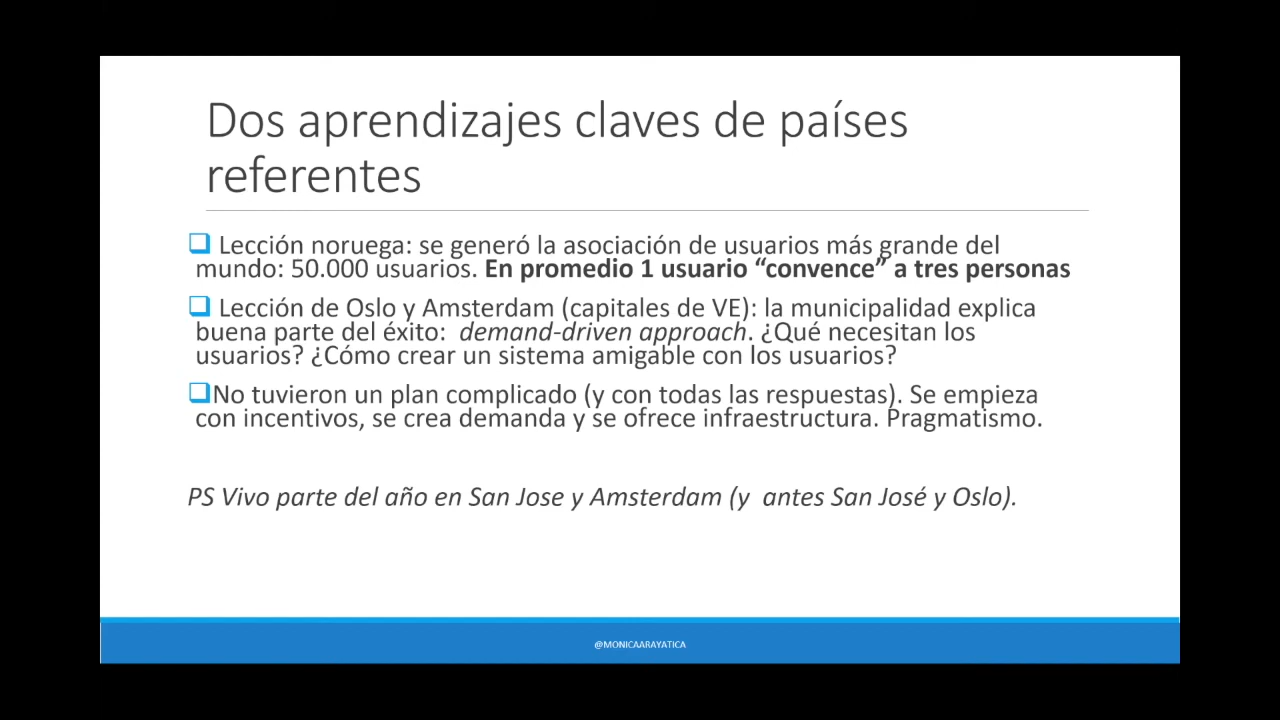 Dos aprendizajes claves de países
referentes
❑ Lección noruega: se generó la asociación de usuarios más grande del
mundo: 50.000 usuarios. En promedio 1 usuario “convence” a tres personas
❑ Lección de Oslo y Amsterdam (capitales de VE): la municipalidad explica
buena parte del éxito:  demand-driven approach. ¿Qué necesitan los
usuarios? ¿Cómo crear un sistema amigable con los usuarios?
❑No tuvieron un plan complicado (y con todas las respuestas). Se empieza
con incentivos, se crea demanda y se ofrece infraestructura. Pragmatismo.
PS Vivo parte del año en San Jose y Amsterdam (y  antes San José y Oslo).
@MONICAARAYATICA